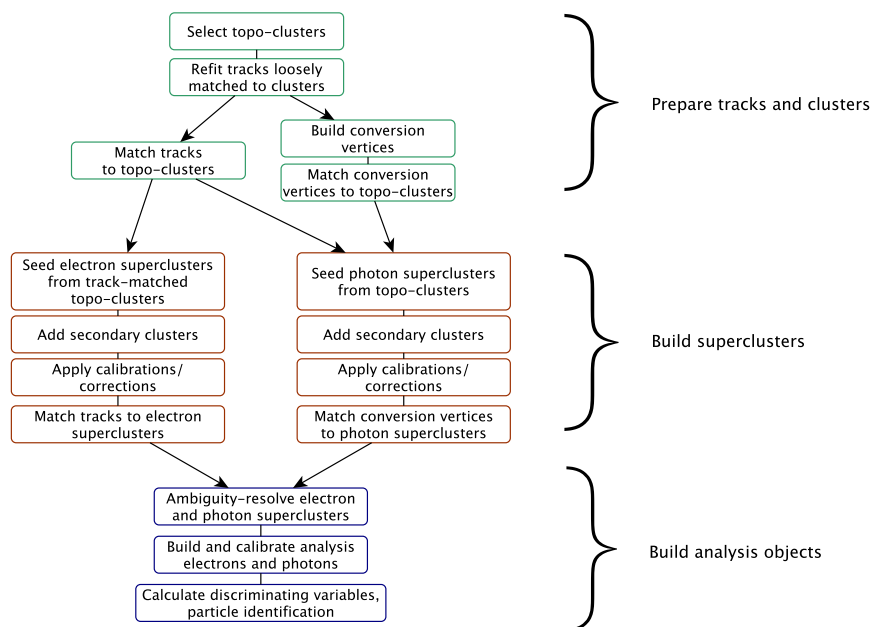 Select topo-clusters
Refit tracks loosely
matched to clusters
Build conversion
vertices
Match tracks
to topo-clusters
Match conversion
vertices to topo-clusters
Prepare tracks and clusters
Seed electron superclusters
from track-matched
topo-clusters
Add secondary clusters
Apply calibrations/
corrections
Match tracks to electron
superclusters
Seed photon superclusters
from topo-clusters
Add secondary clusters
Apply calibrations/
corrections
Match conversion vertices
to photon superclusters
Build superclusters
Ambiguity-resolve electron
and photon superclusters
Build and calibrate analysis
electrons and photons
Calculate discriminating variables,
particle identification
Build analysis objects